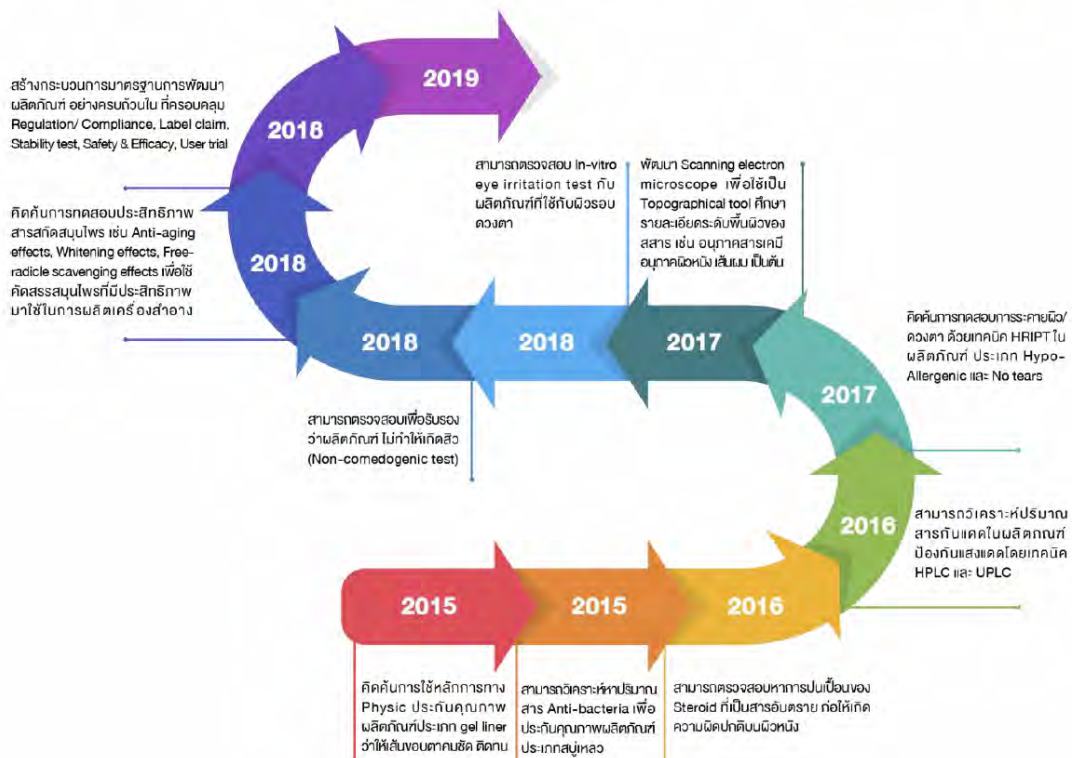 2019
สร้างกระบวนการมาตรฐานการพัฒนา
ผลิตภัณฑ์ อย่างครบถ้วนใน ที่ครอบคลุม
Regulation/ Compliance, Label claim,
Stability test, Safety & Efficacy, User trial
2018
คิดค้นการทดสอบประสิทธิภาพ
สารสกัดสมุนไพร เช่น Anti-aging
effects, Whitening effects, Free-
radicle scavenging effects เพื่อใช้
คัดสรรสมุนไพรที่มีประสิทธิภาพ
มาใช้ในการผลิตเครื่องสำอาง
2018
สามารถตรวจสอบ In-vitro
eye irritation test กับ
ผลิตภัณฑ์ที่ใช้กับผิวรอบ
ดวงตา
พัฒนา Scanning electron
microscope เพื่อใช้เป็น
Topographical tool ศึกษา
รายละเอียดระดับพื้นผิวของ
สสาร เช่น อนุภาคสารเคมี
อนุภาคผิวหนัง เส้นผม เป็นต้น
2018
2018
2017
คิดค้นการทดสอบการระคายผิว/
ดวงตา ด้วยเทคนิค HRIPT ใน
ผลิตภัณฑ์ ประเภท Hypo-
Allergenic และ No tears
2017
สามารถตรวจสอบเพื่อรับรอง
ว่าผลิตภัณฑ์ ไม่ทำให้เกิดสิว
(Non-comedogenic test)
2016
สามารถวิเคราะห์ปริมาณ
สารกันแดดในผลิตภัณฑ์
ป้องกันแสงแดดโดยเทคนิค
HPLC และ UPLC
2015
2015
2016
คิดค้นการใช้หลักการทาง
Physic ประกันคุณภาพ
ผลิตภัณฑ์ประเภท gel liner
ว่าให้เส้นขอบตาคมชัด ติดทน
สามารถวิเคราะห์หาปริมาณ
สาร Anti-bacteria เพื่อ
ประกันคุณภาพผลิตภัณฑ์
ประเภทสบู่เหลว
สามารถตรวจสอบหาการปนเปื้อนของ
Steroid ที่เป็นสารอันตราย ก่อให้เกิด
ความผิดปกติบนผิวหนัง